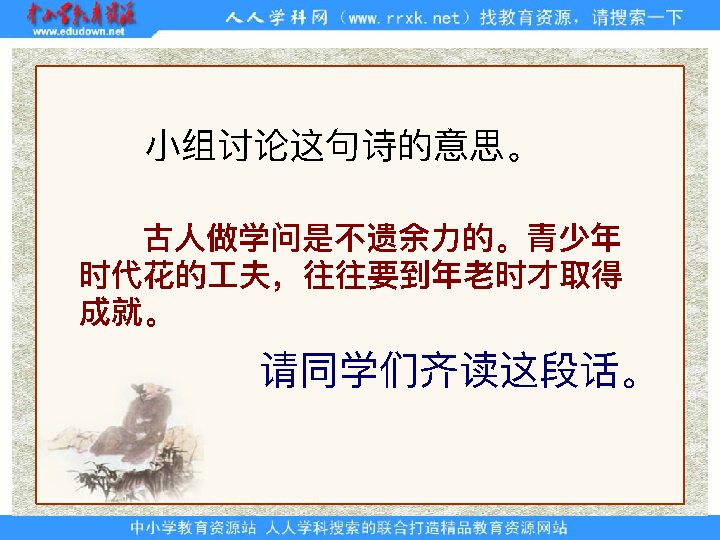 中小学教育资源
www.edudown.net
人人学科网（www.rrxk.net）找教育资源，请搜索一下
小组讨论这句诗的意思。
古人做学问是不遗余力的。青少年
时代花的工夫，往往要到年老时才取得
成就。
请同学们齐读这段话。
中小学教育资源站 人人学科搜索的联合打造精品教育资源网站